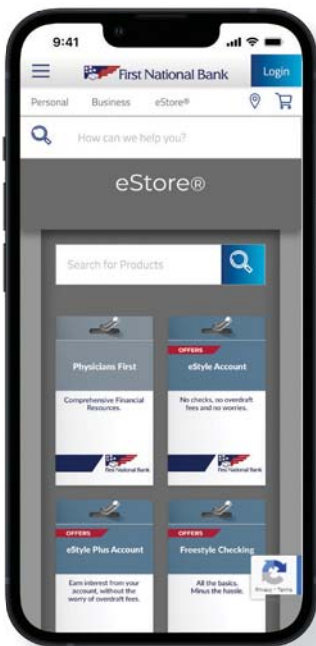 9:41
First National Bank
Login
Personal Business eStore®
How can we help you?
eStore®
Search for Products
Physicians First
Comprehensive Financial
Resources.
First National Bank
OFFERS
eStyle Account
No checks, no overdraft
fees and no worries.
First National Bank
OFFERS
eStyle Plus Account
Earn interest from your
account, without the
worry of overdraft fees.
OFFERS
Freestyle Checking
All the basics.
Minus the hassle.
Privacy - Terms